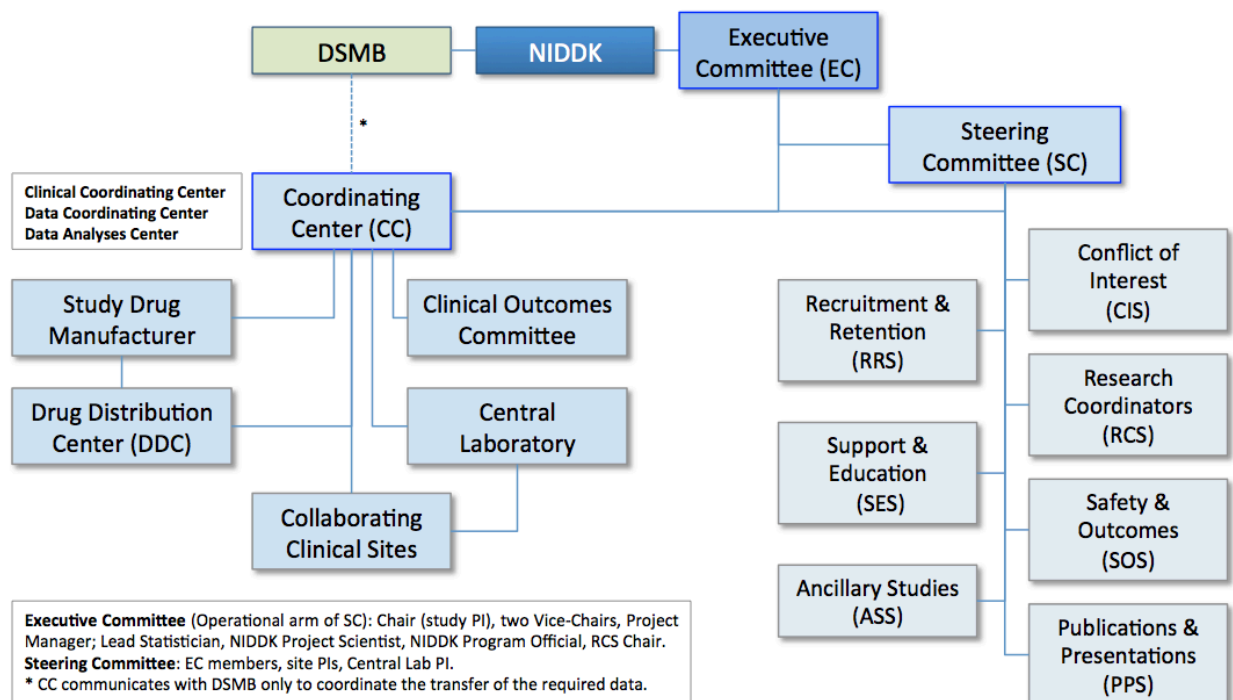 DSMB
NIDDK
Executive
Committee (EC)
*
Steering
Committee (SC)
Clinical Coordinating Center
Data Coordinating Center
Data Analyses Center
Coordinating
Center (CC)
Study Drug
Manufacturer
Clinical Outcomes
Committee
Drug Distribution
Center (DDC)
Central
Laboratory
Collaborating
Clinical Sites
Recruitment &
Retention
(RRS)
Support &
Education
(SES)
Ancillary Studies
(ASS)
Conflict of
Interest
(CIS)
Research
Coordinators
(RCS)
Safety &
Outcomes
(SOS)
Publications &
Presentations
(PPS)
Executive Committee (Operational arm of SC): Chair (study PI), two Vice-Chairs, Project
Manager; Lead Statistician, NIDDK Project Scientist, NIDDK Program Official, RCS Chair.
Steering Committee: EC members, site PIs, Central Lab PI.
* CC communicates with DSMB only to coordinate the transfer of the required data.